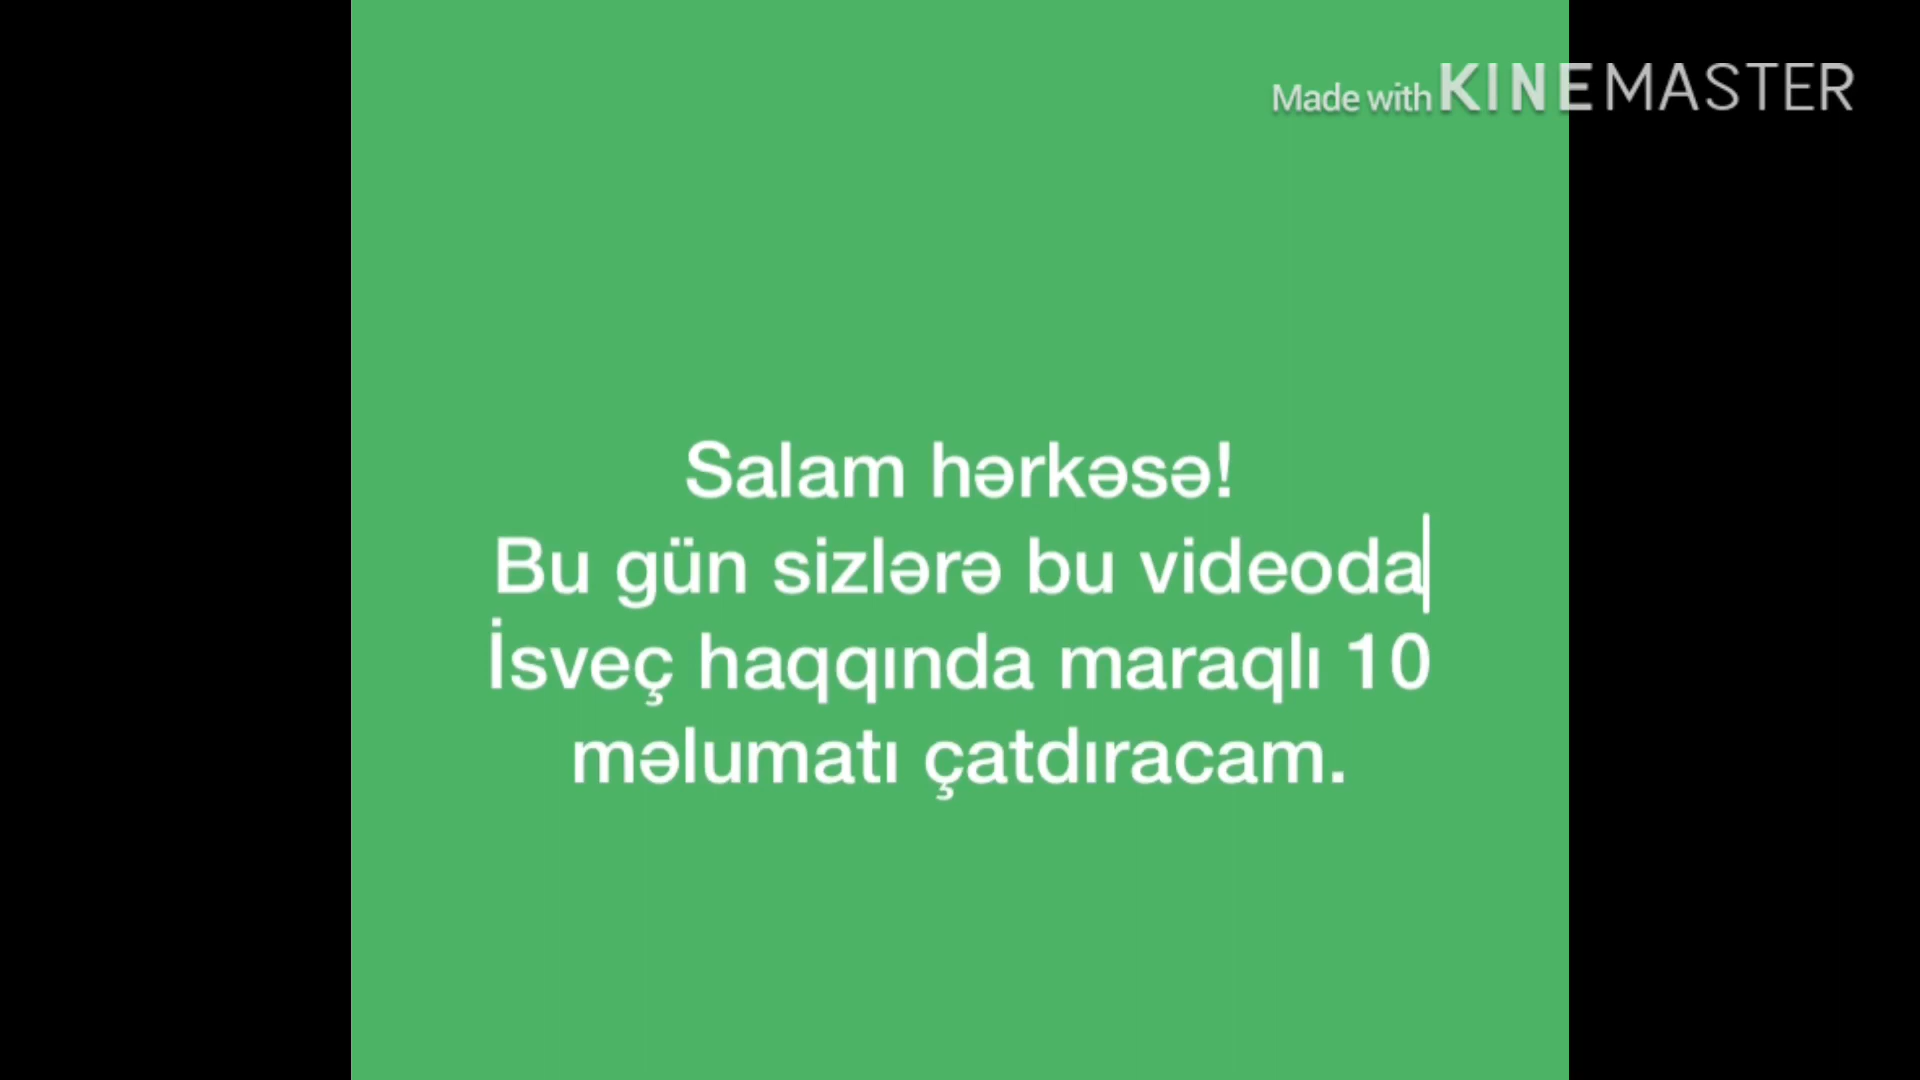 Made with KINEMASTER
Salam hərkəsə!
Bu gün sizlərə bu videoda
İsveç haqqında maraqlı 10
məlumatı çatdıracam.